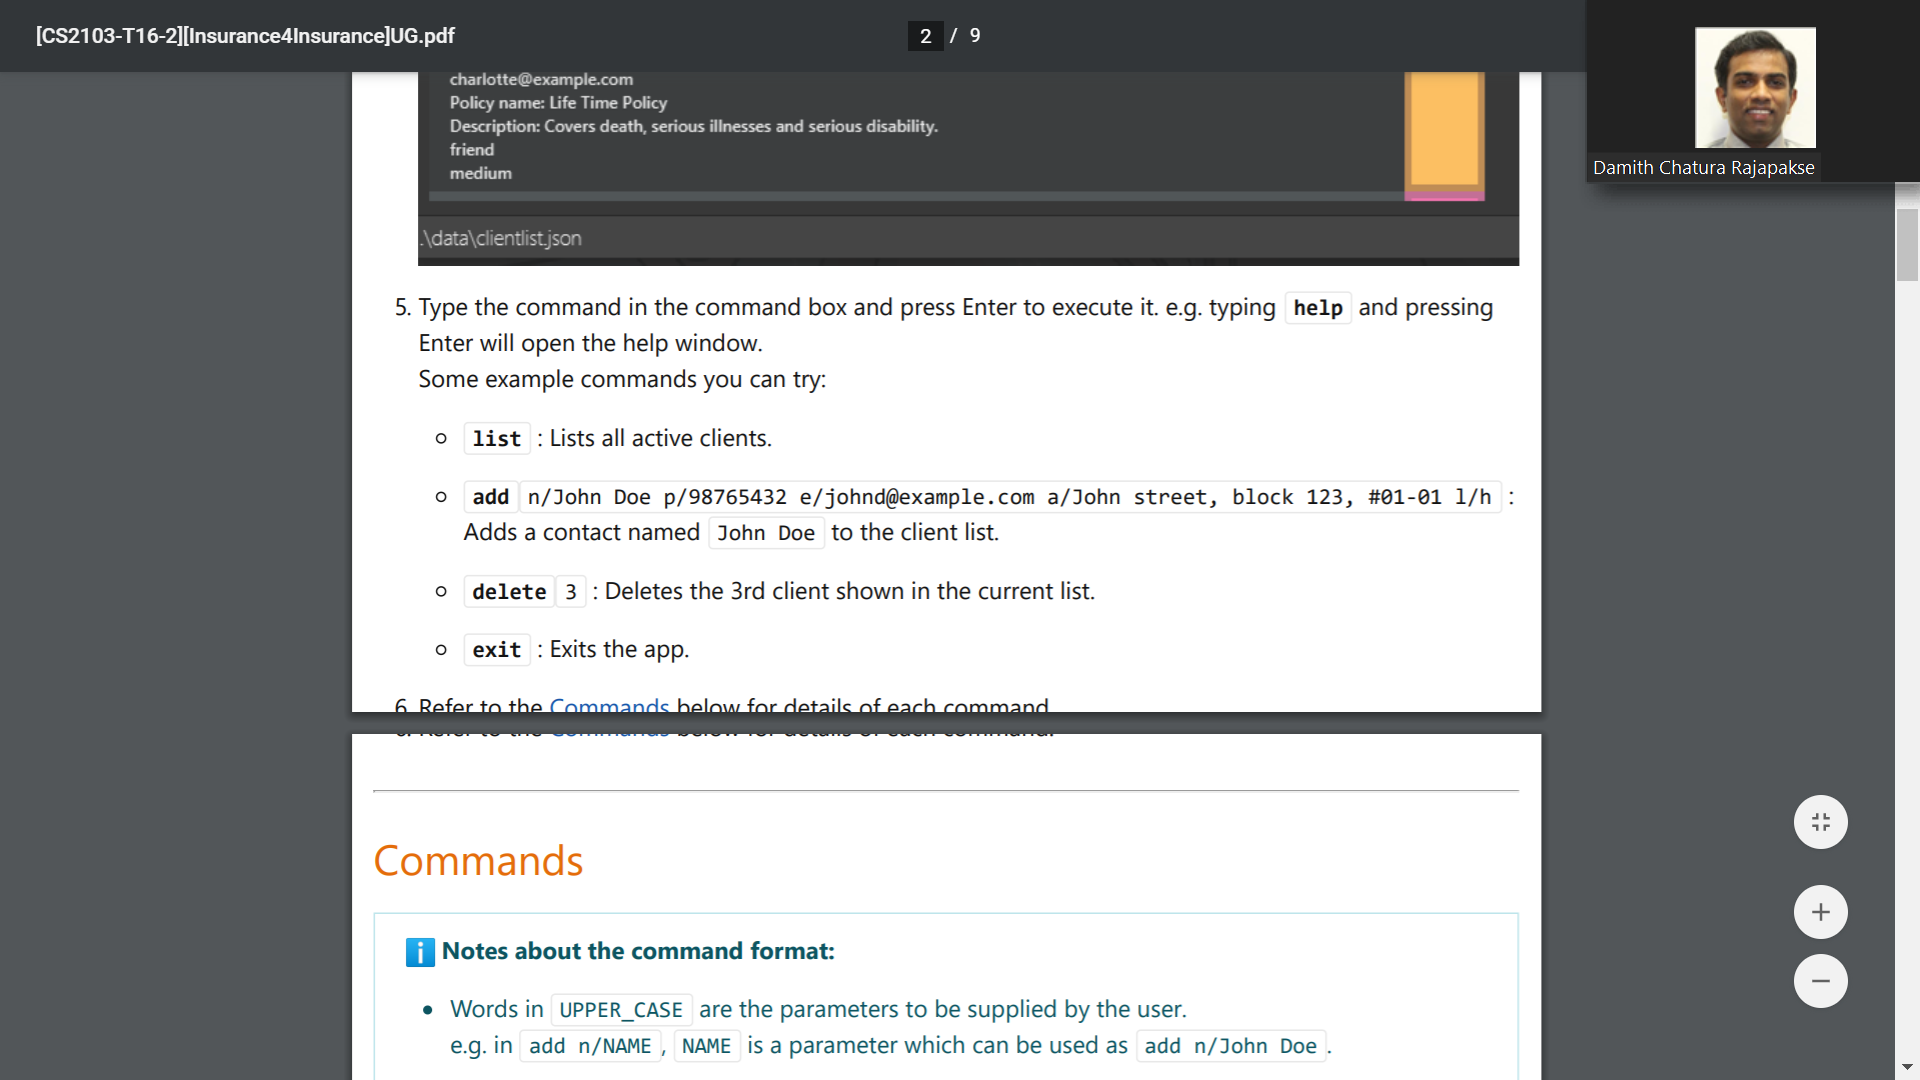 [CS2103-T16-2][Insurance4Insurance]UG.pdf
2 / 9
Damith Chatura Rajapakse
charlotte@example.com
Policy name: Life Time Policy
Description: Covers death, serious illnesses and serious disability.
friend
medium
.\data\clientlist.json
5. Type the command in the command box and press Enter to execute it. e.g. typing help and pressing
Enter will open the help window.
Some example commands you can try:
list : Lists all active clients.
add n/John Doe p/98765432 e/johnd@example.com a/John street, block 123, #01-01 l/h :
Adds a contact named John Doe to the client list.
delete 3 : Deletes the 3rd client shown in the current list.
exit : Exits the app.
6. Refer to the Commands below for details of each command.
6. Refer to the Commands below for details of each command.
Commands
i Notes about the command format:
Words in UPPER_CASE are the parameters to be supplied by the user.
e.g. in add n/NAME , NAME is a parameter which can be used as add n/John Doe .